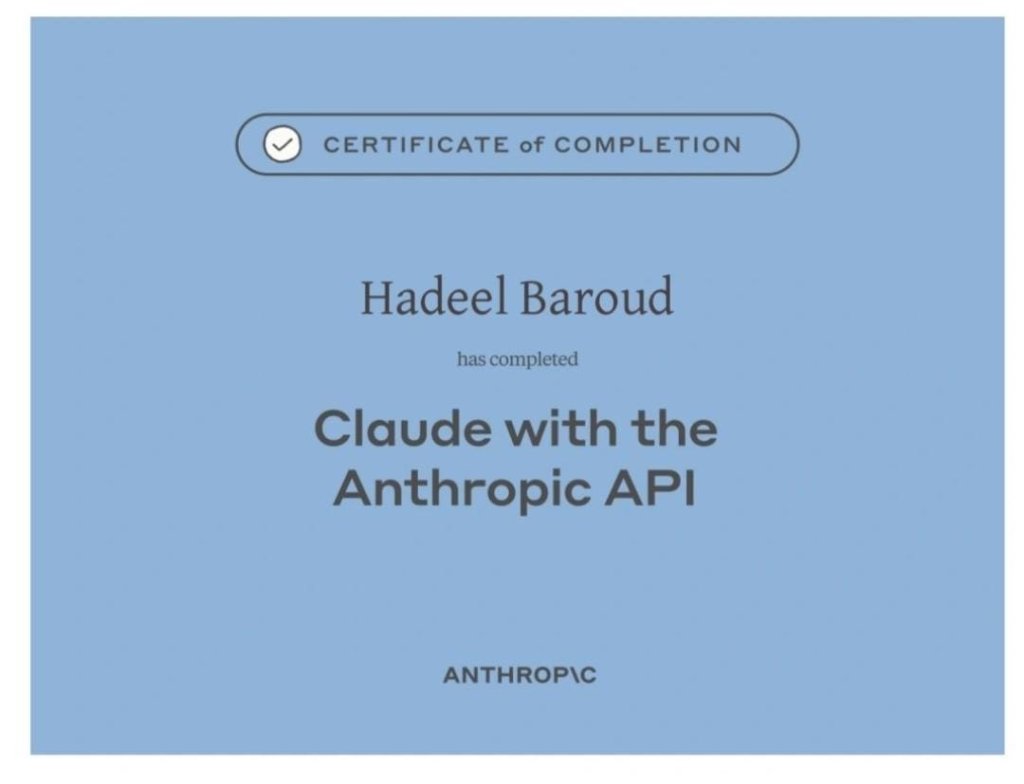 CERTIFICATE of COMPLETION
Hadeel Baroud
has completed
Claude with the
Anthropic API
ANTHROP\C